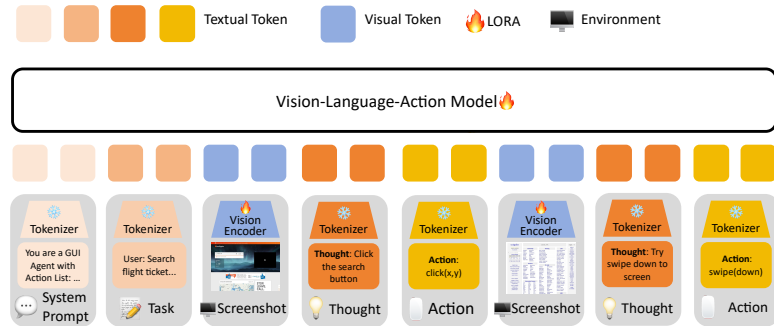 Textual Token
Visual Token
LORA
Environment
Vision-Language-Action Model
Tokenizer
You are a GUI
Agent with
Action List: ...
System
Prompt
Tokenizer
User: Search
flight ticket...
Task
Vision
Encoder
Screenshot
Tokenizer
Thought: Click
the search
button
Thought
Tokenizer
Action:
click(x,y)
Action
Vision
Encoder
Screenshot
Tokenizer
Thought: Try
swipe down to
screen
Thought
Tokenizer
Action:
swipe(down)
Action